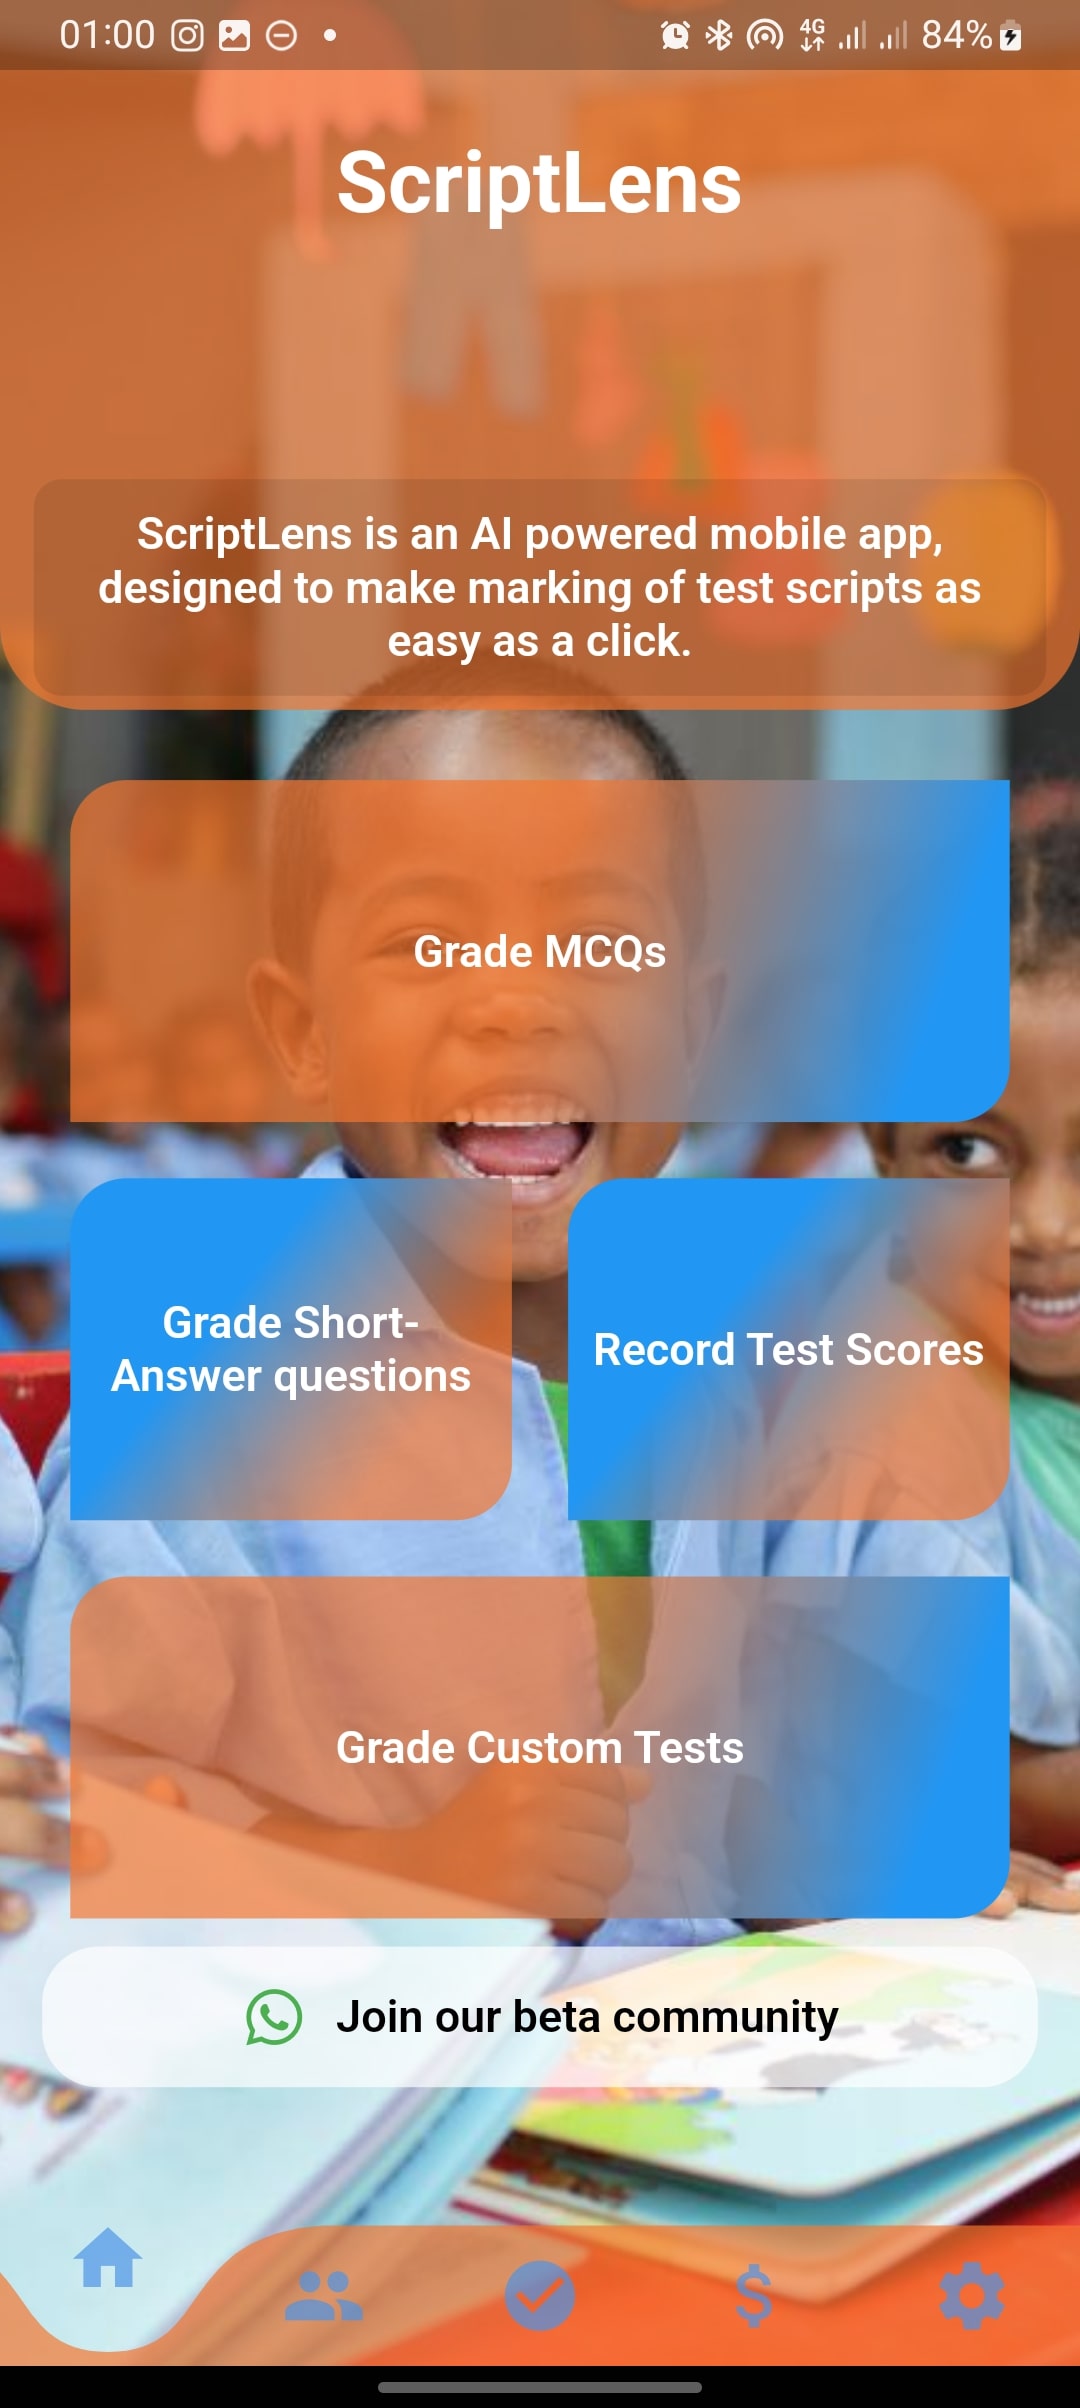 01:00
4G
84%
ScriptLens
ScriptLens is an AI powered mobile app,
designed to make marking of test scripts as
easy as a click.
Grade MCQs
Grade Short-
Answer questions
Record Test Scores
Grade Custom Tests
Join our beta community